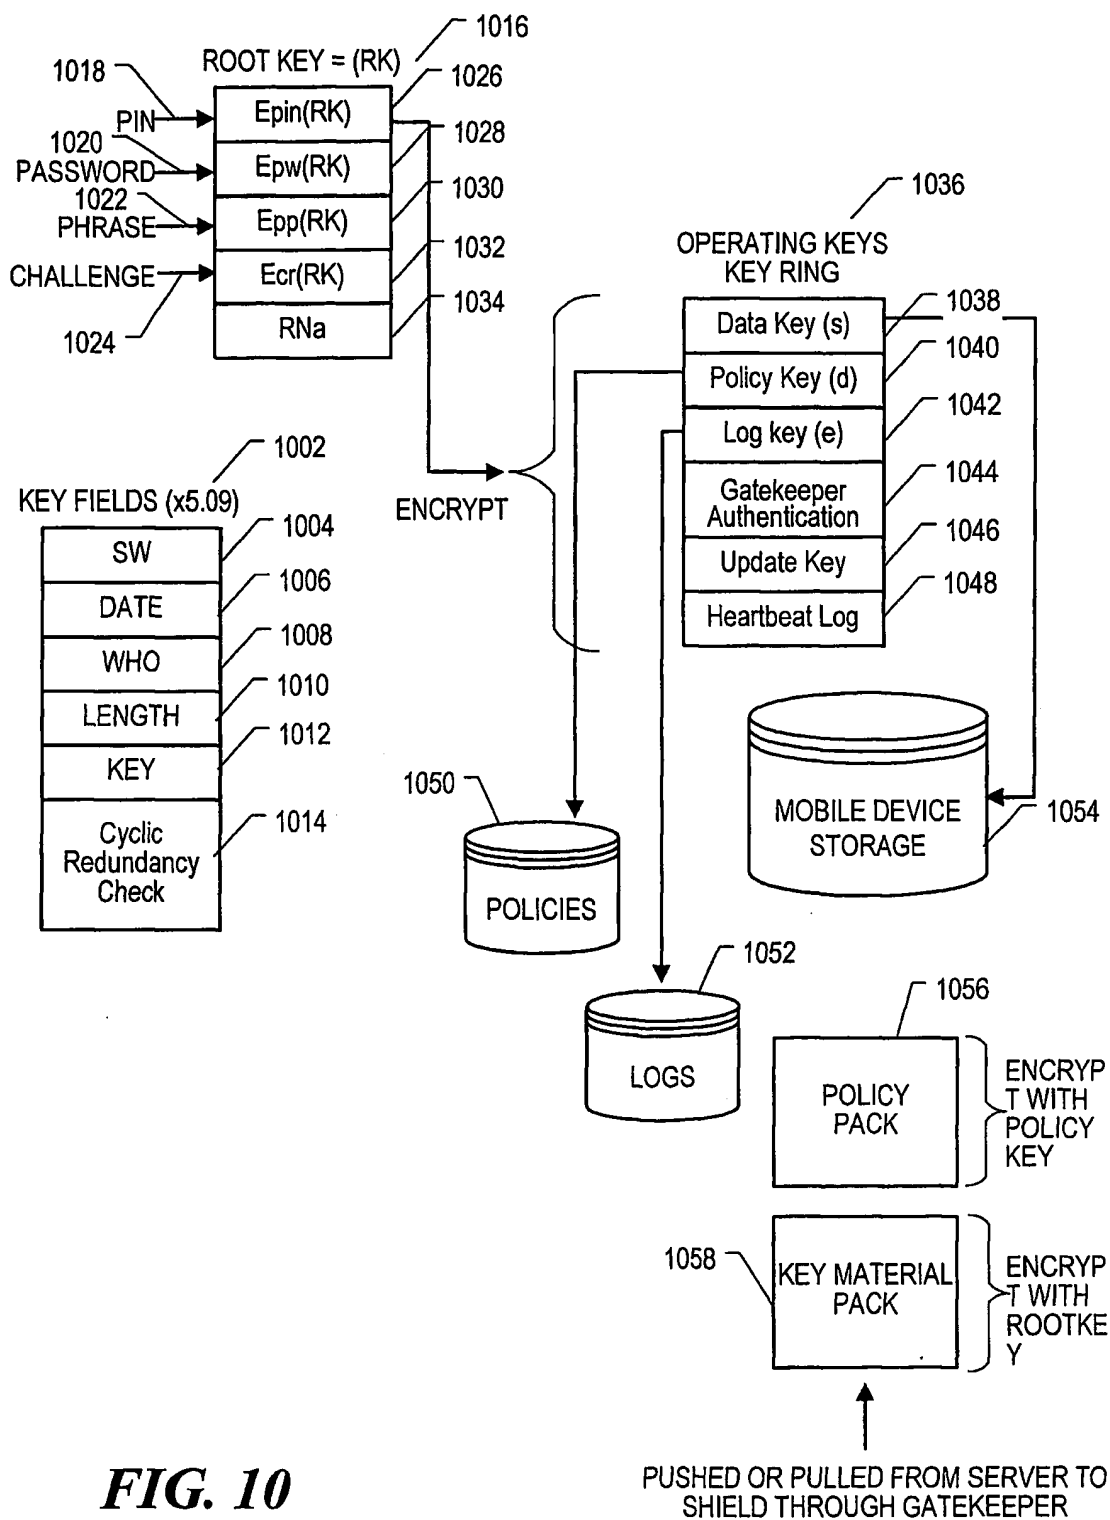 1016
ROOT KEY = (RK)
1018
1026
PIN
Epin(RK)
1028
1020
PASSWORD
Epw(RK)
1030
1022
PHRASE
Epp(RK)
1032
CHALLENGE
Ecr(RK)
1034
1024
RNa
ENCRYPT
1036
OPERATING KEYS
KEY RING
1038
Data Key (s)
1040
Policy Key (d)
1042
Log key (e)
1044
Gatekeeper
Authentication
1046
Update Key
1048
Heartbeat Log
1002
KEY FIELDS (x5.09)
1004
SW
1006
DATE
1008
WHO
1010
LENGTH
1012
KEY
1014
Cyclic
Redundancy
Check
1050
POLICIES
MOBILE DEVICE
STORAGE
1054
1052
LOGS
1056
POLICY
PACK
ENCRYP
T WITH
POLICY
KEY
1058
KEY MATERIAL
PACK
ENCRYP
T WITH
ROOTKE
Y
PUSHED OR PULLED FROM SERVER TO
SHIELD THROUGH GATEKEEPER
FIG. 10